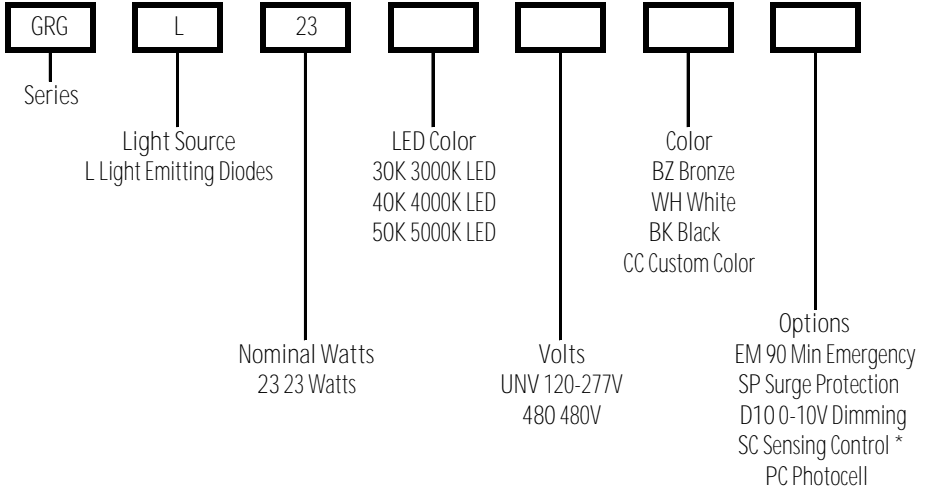 GRG
L
23
Series
Light Source
L Light Emitting Diodes
Nominal Watts
23 23 Watts
LED Color
30K 3000K LED
40K 4000K LED
50K 5000K LED
Volts
UNV 120-277V
480 480V
Color
BZ Bronze
WH White
BK Black
CC Custom Color
Options
EM 90 Min Emergency
SP Surge Protection
D10 0-10V Dimming
SC Sensing Control *
PC Photocell